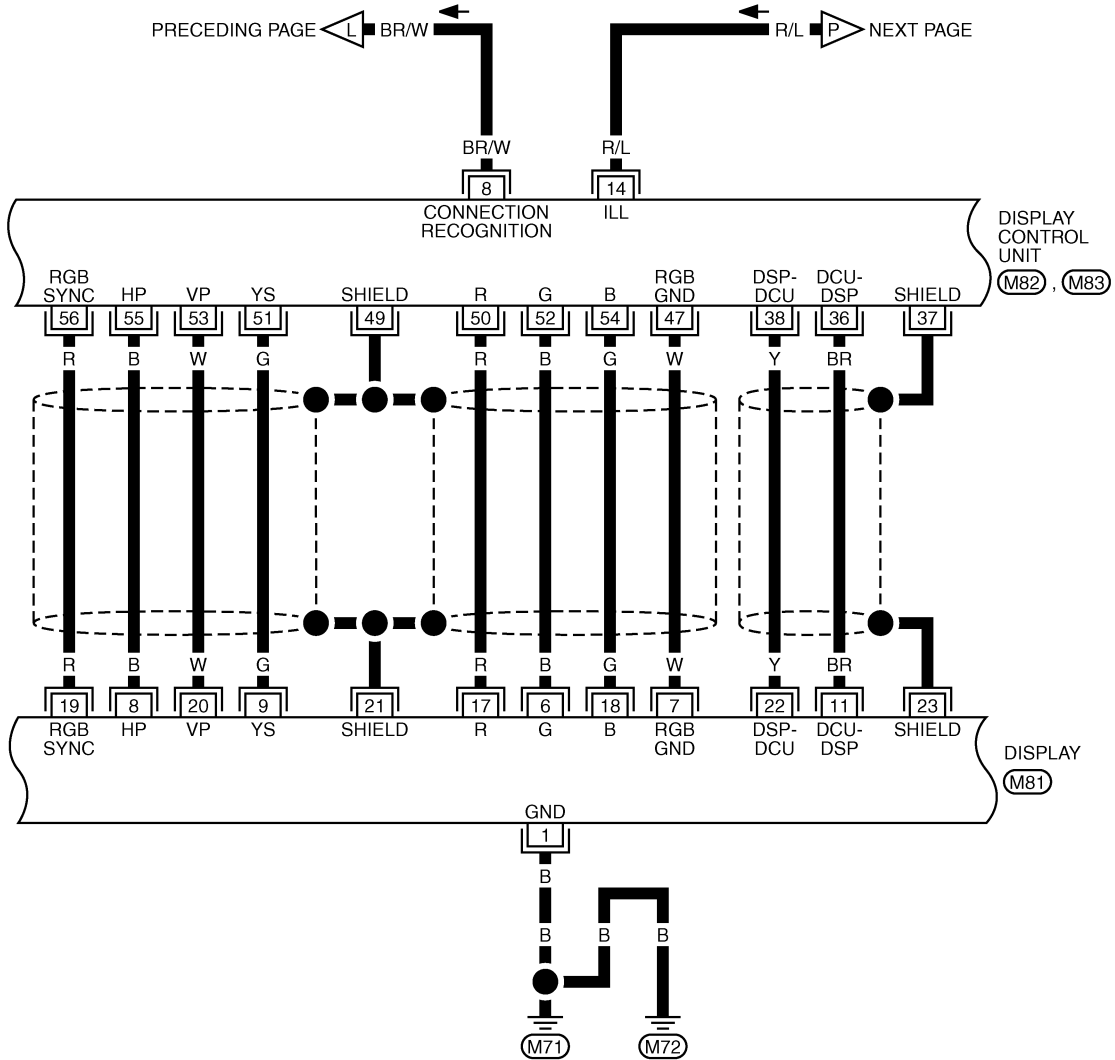 PRECEDING PAGE L BR/W R/L P NEXT PAGE
BR/W R/L
8 14
CONNECTION RECOGNITION ILL
DISPLAY CONTROL UNIT
M82 , M83
RGB SYNC HP VP YS SHIELD R G B RGB GND DSP-DCU DCU-DSP SHIELD
56 55 53 51 49 50 52 54 47 38 36 37
R B W G R B G W Y BR
R B W G R B G W Y BR
19 8 20 9 21 17 6 18 7 22 11 23
RGB SYNC HP VP YS SHIELD R G B RGB GND DSP-DCU DCU-DSP SHIELD
DISPLAY
M81
GND
1
B
B B B
M71 M72